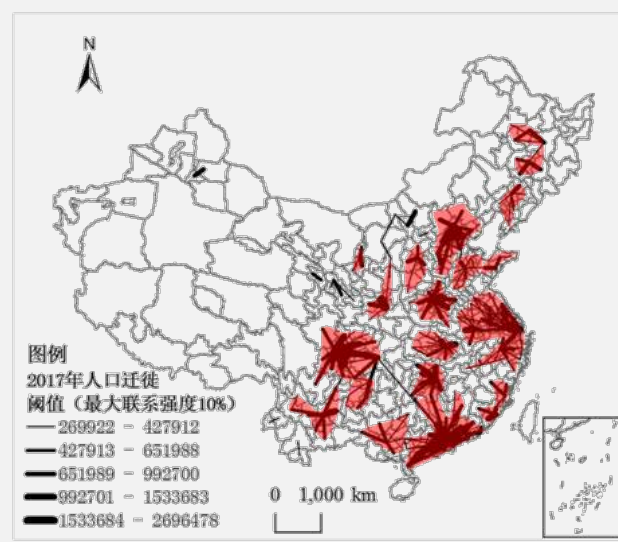 N
图例
2017年人口迁徙
阈值（最大联系强度10%）
269922 - 427912
427913 - 651988
651989 - 992700
992701 - 1533683
1533684 - 2696478
0 1,000 km